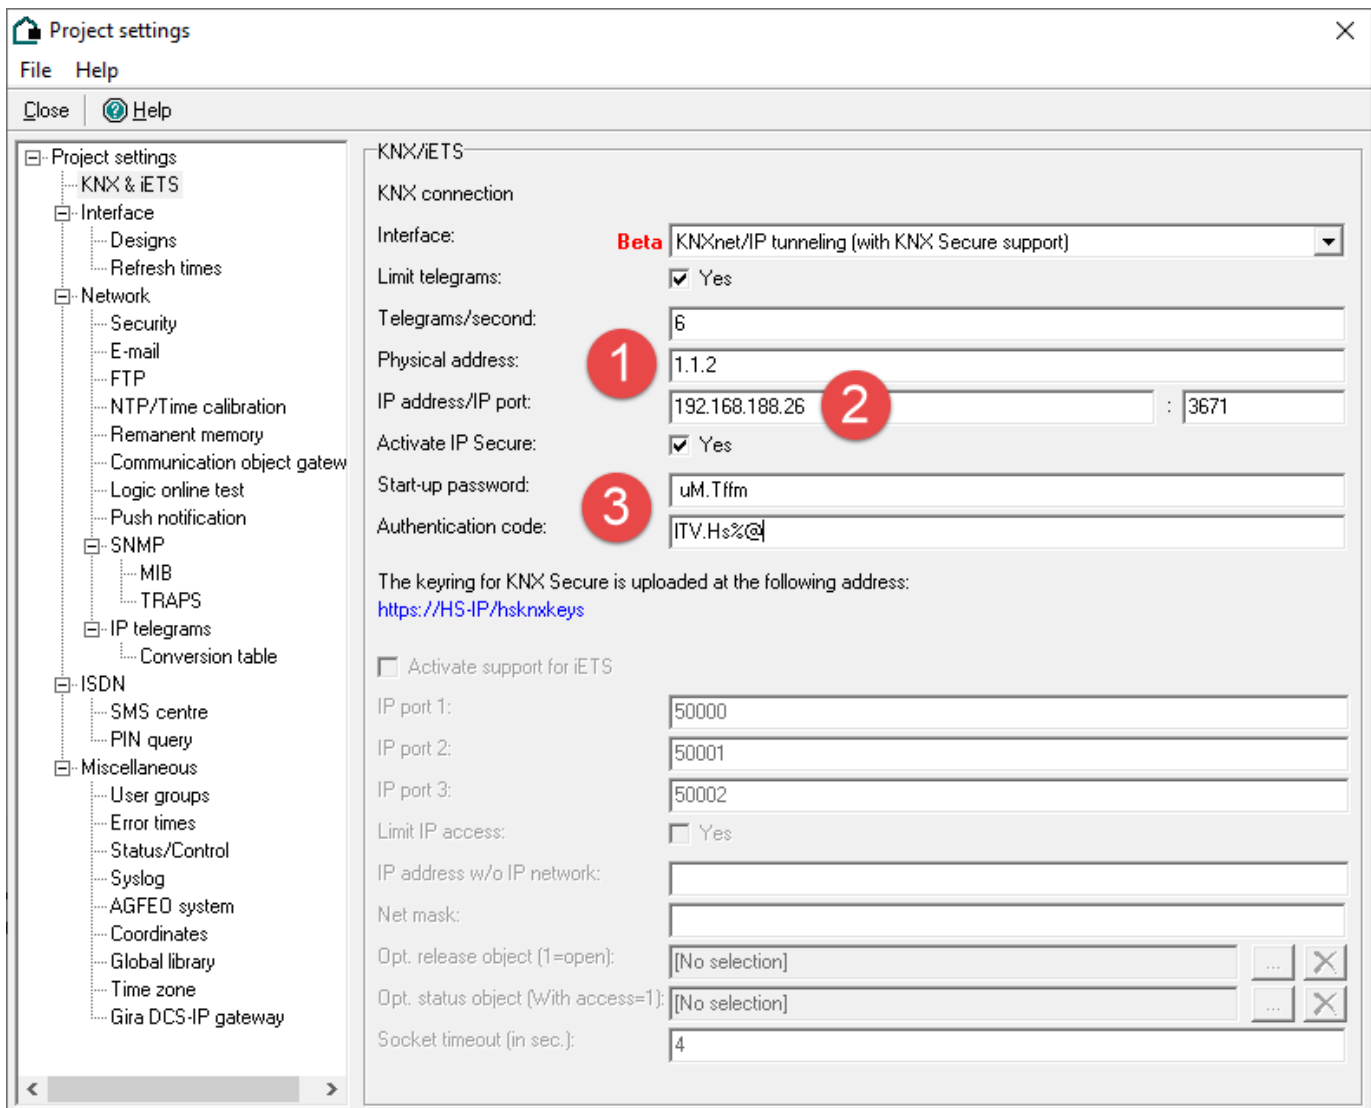 Project settings
File Help
Close Help
Project settings
KNX & iETS
Interface
Designs
Refresh times
Network
Security
E-mail
FTP
NTP/Time calibration
Remanent memory
Communication object gatew
Logic online test
Push notification
SNMP
MIB
TRAPS
IP telegrams
Conversion table
ISDN
SMS centre
PIN query
Miscellaneous
User groups
Error times
Status/Control
Syslog
AGFEO system
Coordinates
Global library
Time zone
Gira DCS-IP gateway
KNX/iETS
KNX connection
Interface: Beta KNXnet/IP tunneling (with KNX Secure support)
Limit telegrams: Yes
Telegrams/second: 6
Physical address: 1 1.1.2
IP address/IP port: 192.168.188.26 2 : 3671
Activate IP Secure: Yes
Start-up password: uM.Tffm
3
Authentication code: ITV.Hs%@
The keyring for KNX Secure is uploaded at the following address:
https://HS-IP/hsknxkeys
Activate support for iETS
IP port 1: 50000
IP port 2: 50001
IP port 3: 50002
Limit IP access: Yes
IP address w/o IP network:
Net mask:
Opt. release object (1=open): [No selection] ...
Opt. status object (With access=1): [No selection] ...
Socket timeout (in sec.): 4